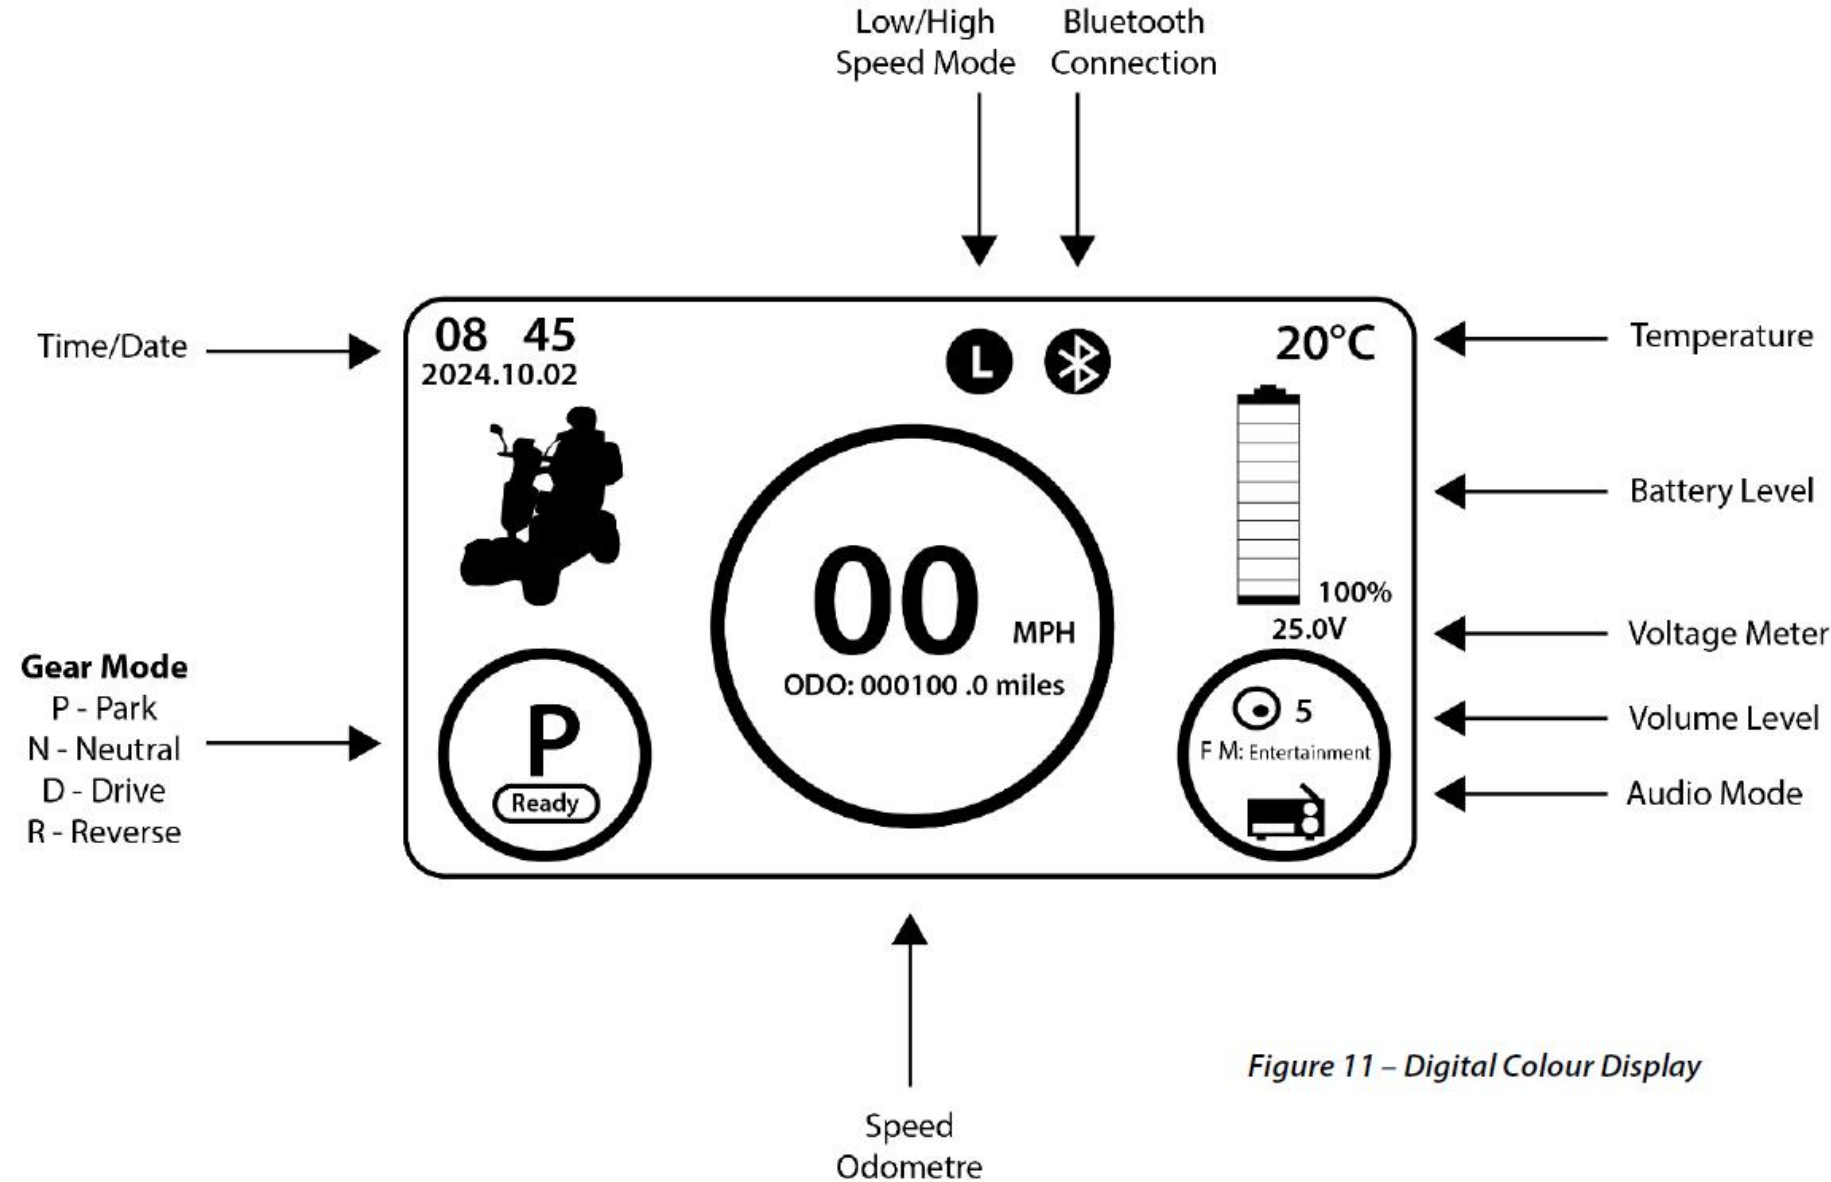 Low/High
Speed Mode
Bluetooth
Connection
Time/Date
08 45
2024.10.02
L
20°C
Temperature
Battery Level
100%
25.0V
Voltage Meter
00
MPH
ODO: 000100 .0 miles
Gear Mode
P - Park
N - Neutral
D - Drive
R - Reverse
P
Ready
5
F M: Entertainment
Volume Level
Audio Mode
Speed
Odometre
Figure 11 – Digital Colour Display